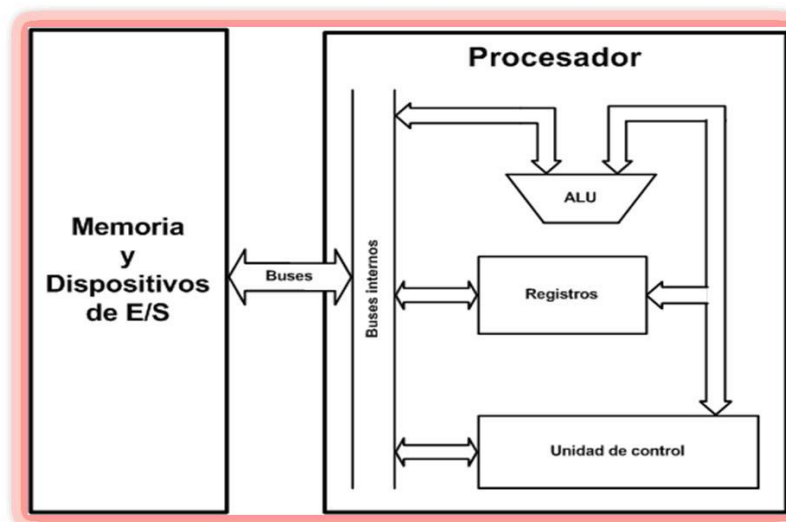 Procesador
Memoria
y
Dispositivos
de E/S
Buses
Buses internos
ALU
Registros
Unidad de control